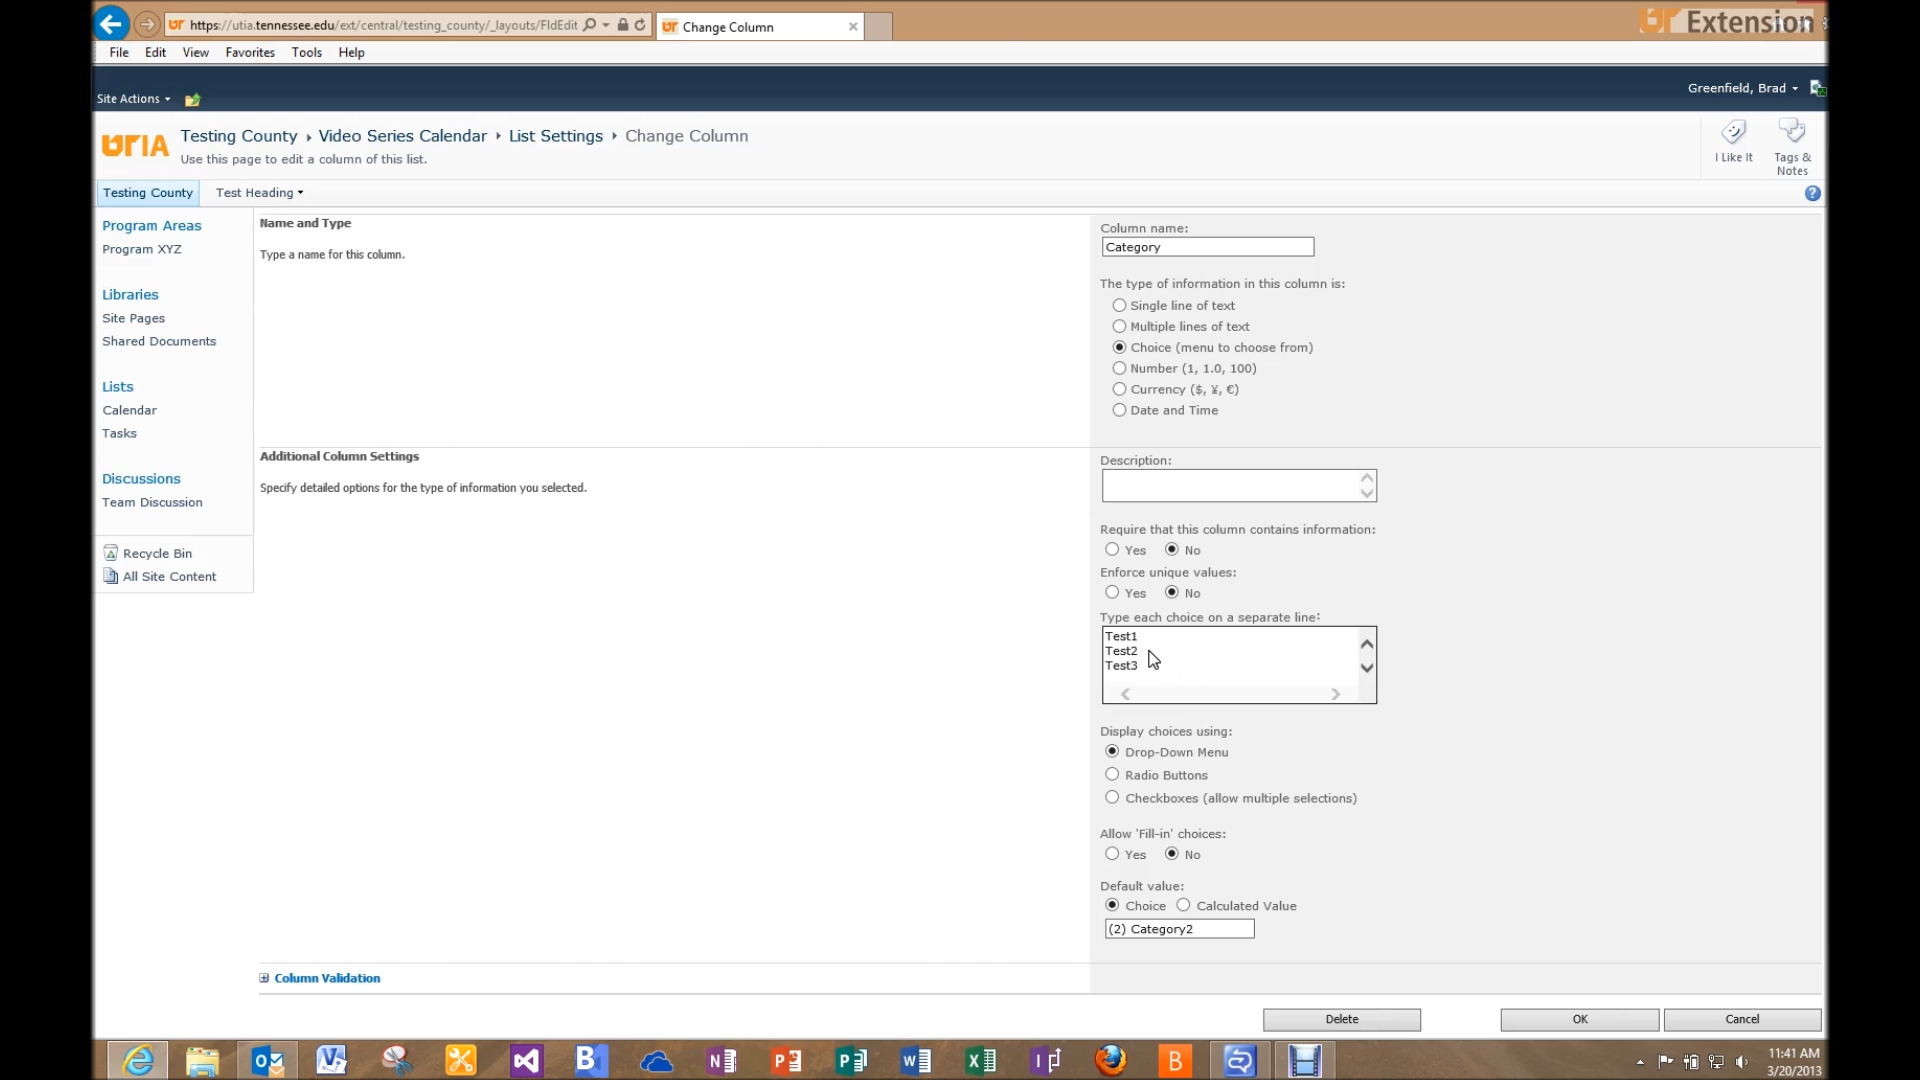 https://utia.tennessee.edu/ext/central/testing_county/_layouts/FldEdit
Change Column
Extension
File Edit View Favorites Tools Help
Site Actions
Greenfield, Brad
UTIA
Testing County Video Series Calendar List Settings Change Column
Use this page to edit a column of this list.
I Like It
Tags & Notes
Testing County Test Heading
Program Areas
Program XYZ
Libraries
Site Pages
Shared Documents
Lists
Calendar
Tasks
Discussions
Team Discussion
Recycle Bin
All Site Content
Name and Type
Type a name for this column.
Column name:
Category
The type of information in this column is:
Single line of text
Multiple lines of text
Choice (menu to choose from)
Number (1, 1.0, 100)
Currency ($, ¥, €)
Date and Time
Additional Column Settings
Specify detailed options for the type of information you selected.
Description:
Require that this column contains information:
Yes No
Enforce unique values:
Yes No
Type each choice on a separate line:
Test1
Test2
Test3
Display choices using:
Drop-Down Menu
Radio Buttons
Checkboxes (allow multiple selections)
Allow 'Fill-in' choices:
Yes No
Default value:
Choice Calculated Value
(2) Category2
Column Validation
Delete OK Cancel
11:41 AM
3/20/2013